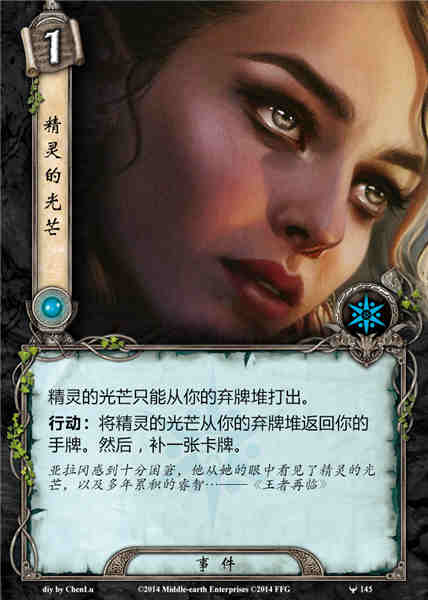 1
精灵的光芒
精灵的光芒只能从你的弃牌堆打出。
行动：将精灵的光芒从你的弃牌堆返回你的
手牌。然后，补一张卡牌。
亚拉冈感到十分困窘，他从她的眼中看见了精灵的光
芒，以及多年累积的睿智……——《王者再临》
事件
diy by ChenLu ©2014 Middle-earth Enterprises ©2014 FFG 145